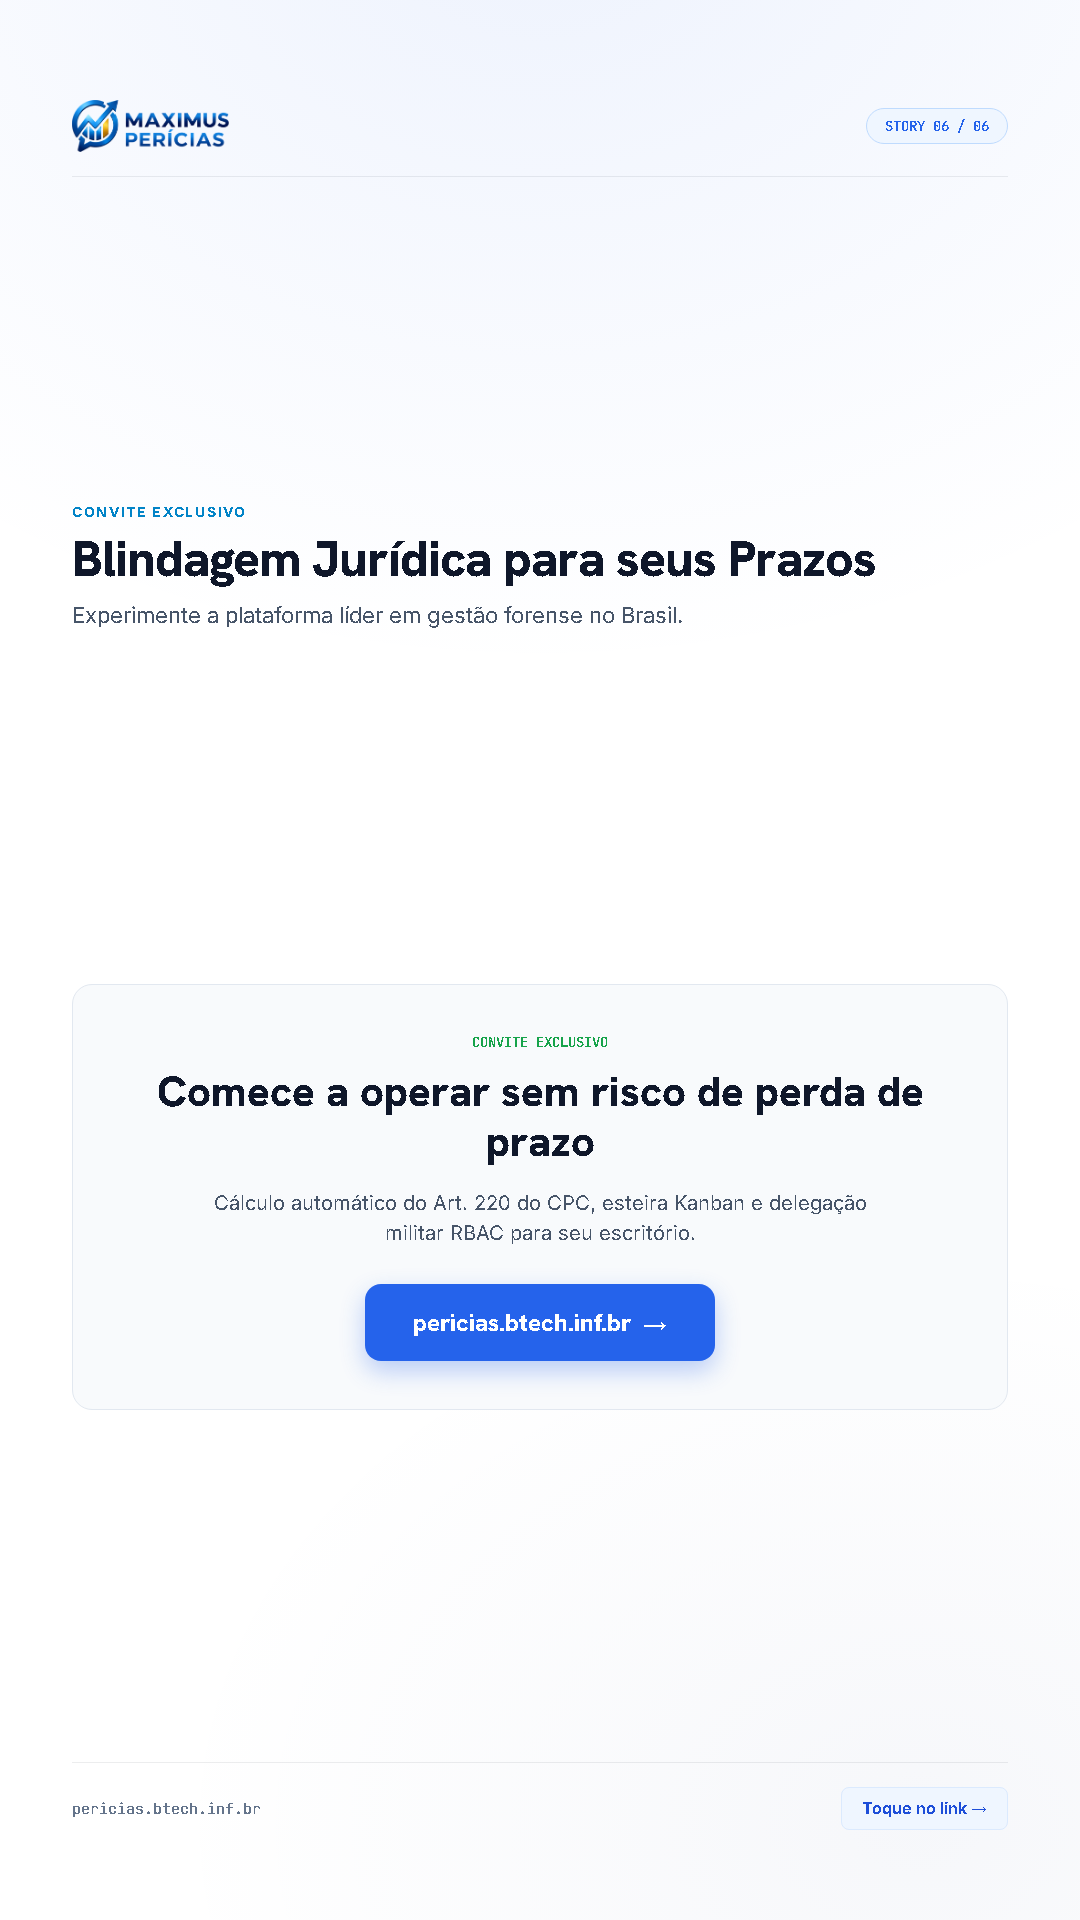 MAXIMUS
PERÍCIAS
STORY 06 / 06
CONVITE EXCLUSIVO
Blindagem Jurídica para seus Prazos
Experimente a plataforma líder em gestão forense no Brasil.
CONVITE EXCLUSIVO
Comece a operar sem risco de perda de
prazo
Cálculo automático do Art. 220 do CPC, esteira Kanban e delegação
militar RBAC para seu escritório.
pericias.btech.inf.br →
pericias.btech.inf.br
Toque no link →